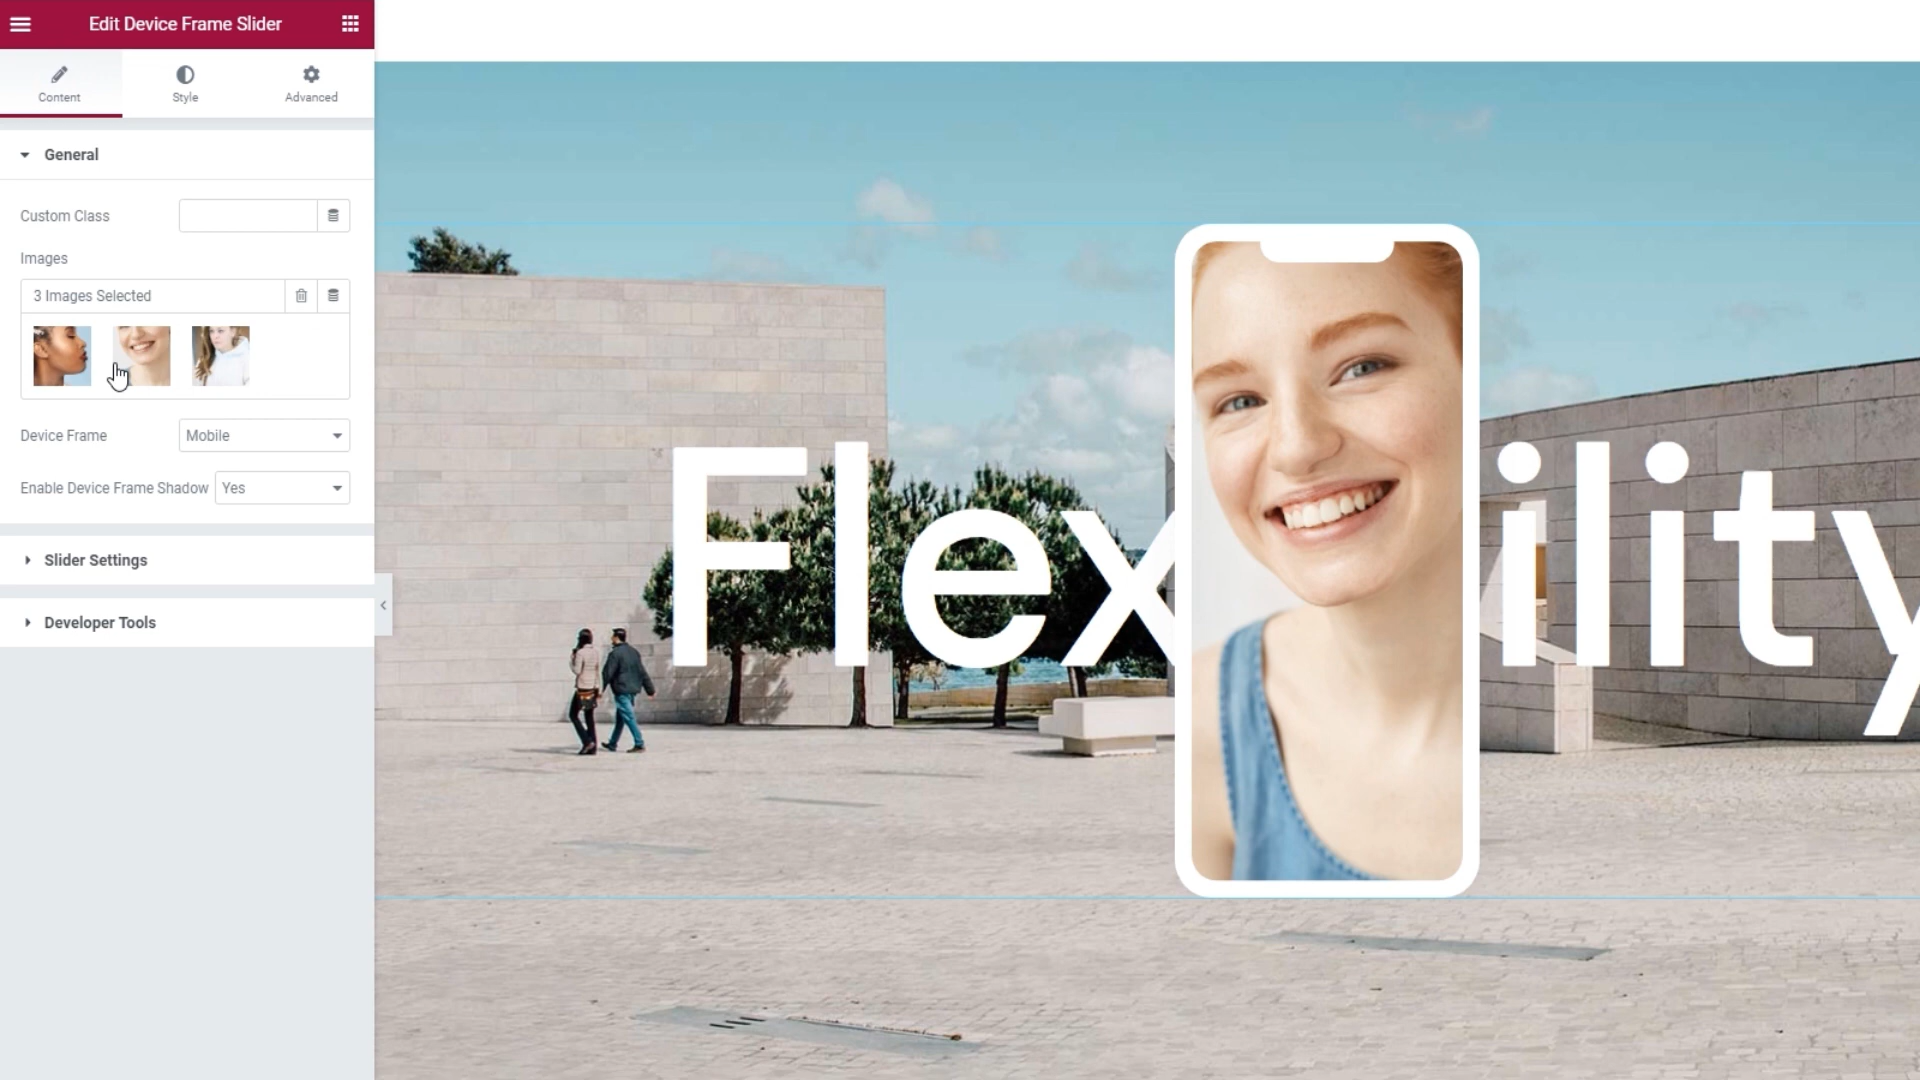 Edit Device Frame Slider
Content
Style
Advanced
General
Custom Class
Images
3 Images Selected
Device Frame
Mobile
Enable Device Frame Shadow
Yes
Slider Settings
Developer Tools
Flex ility